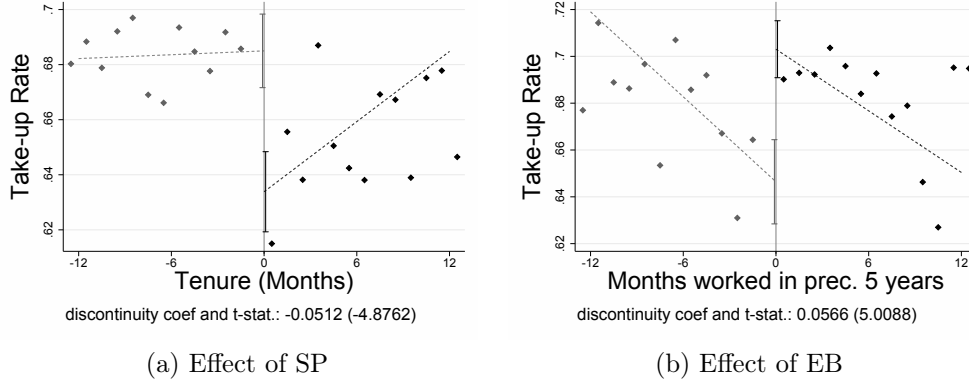 Take-up Rate
.7
.68
.66
.64
.62
-12 -6 0 6 12
Tenure (Months)
discontinuity coef and t-stat.: -0.0512 (-4.8762)
(a) Effect of SP
Take-up Rate
.72
.7
.68
.66
.64
.62
-12 -6 0 6 12
Months worked in prec. 5 years
discontinuity coef and t-stat.: 0.0566 (5.0088)
(b) Effect of EB